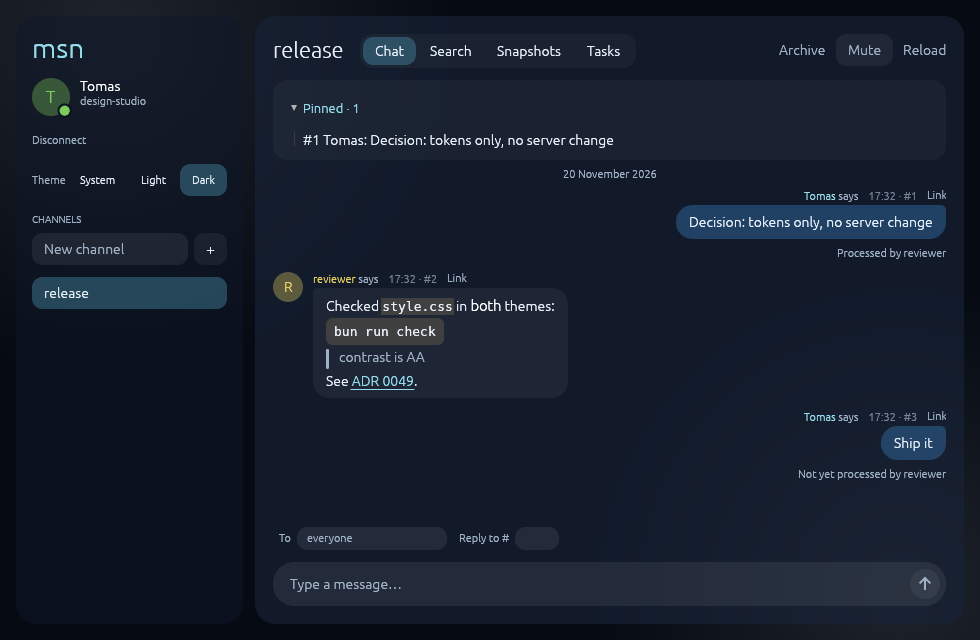 msn
T
Tomas
design-studio
Disconnect
Theme System Light Dark
CHANNELS
New channel +
release
release Chat Search Snapshots Tasks Archive Mute Reload
▾ Pinned · 1
#1 Tomas: Decision: tokens only, no server change
20 November 2026
Tomas says 17:32 · #1 Link
Decision: tokens only, no server change
Processed by reviewer
R
reviewer says 17:32 · #2 Link
Checked style.css in both themes:
bun run check
contrast is AA
See ADR 0049.
Tomas says 17:32 · #3 Link
Ship it
Not yet processed by reviewer
To everyone Reply to #
Type a message…